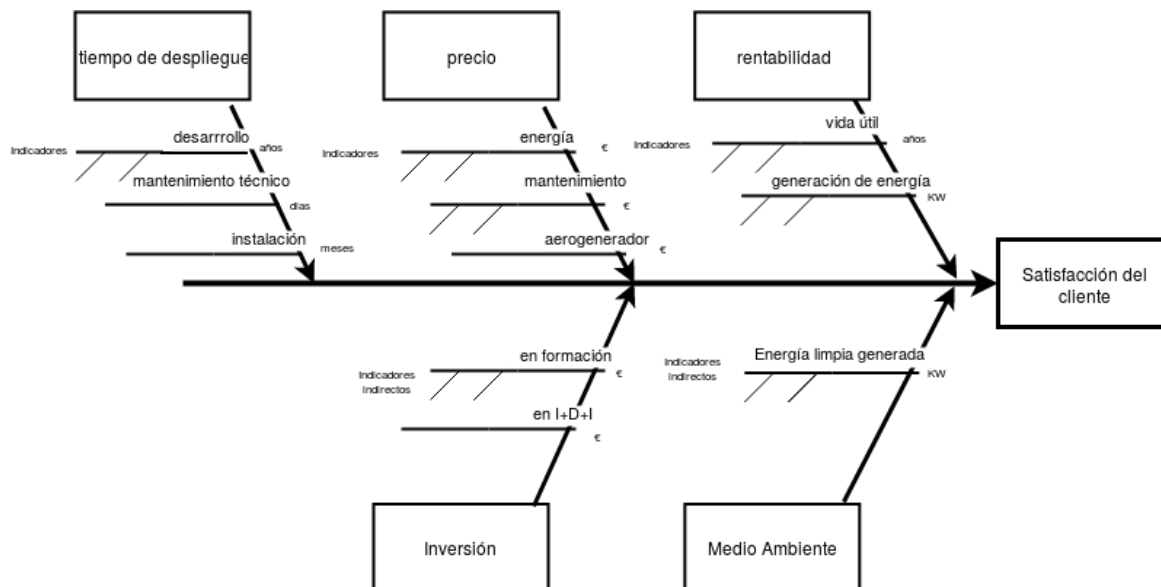 tiempo de despliegue
precio
rentabilidad
desarrrollo
Indicadores
años
mantenimiento técnico
días
instalación
meses
energía
Indicadores
€
mantenimiento
€
aerogenerador
€
vida útil
Indicadores
años
generación de energía
KW
Satisfacción del
cliente
en formación
Indicadores
Indirectos
€
en I+D+I
€
Energía limpia generada
Indicadores
Indirectos
KW
Inversión
Medio Ambiente